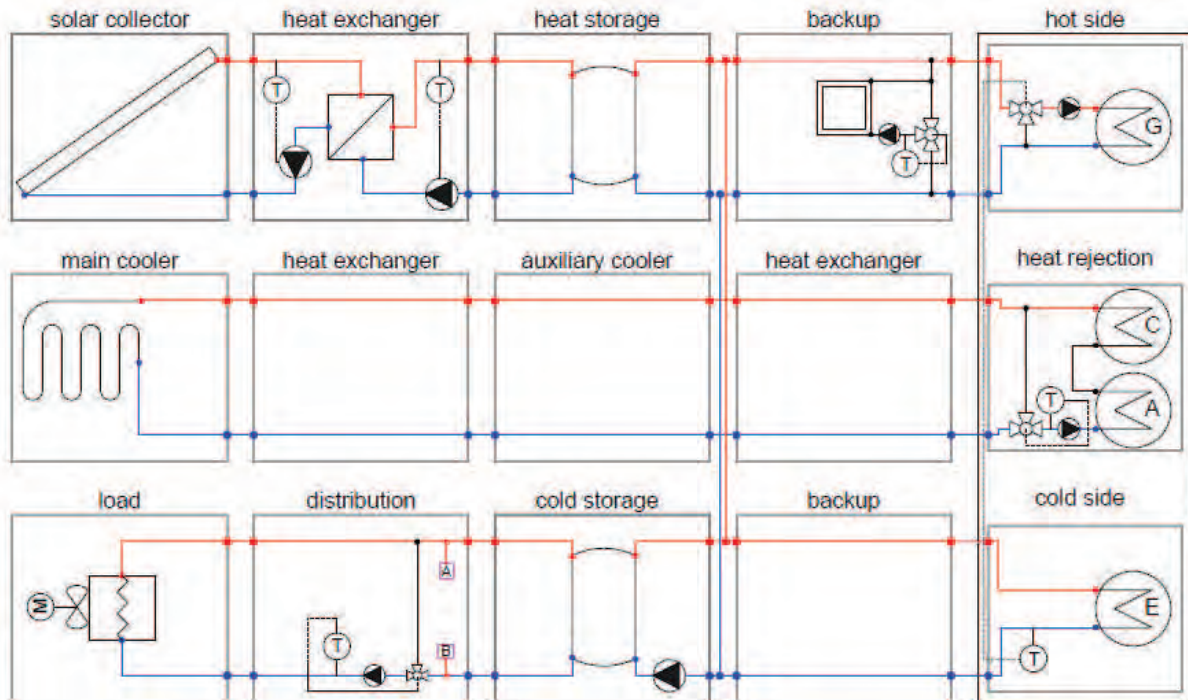 solar collector heat exchanger heat storage backup hot side
T T T G
main cooler heat exchanger auxiliary cooler heat exchanger heat rejection
C
T A
load distribution cold storage backup cold side
A
M E
T B T